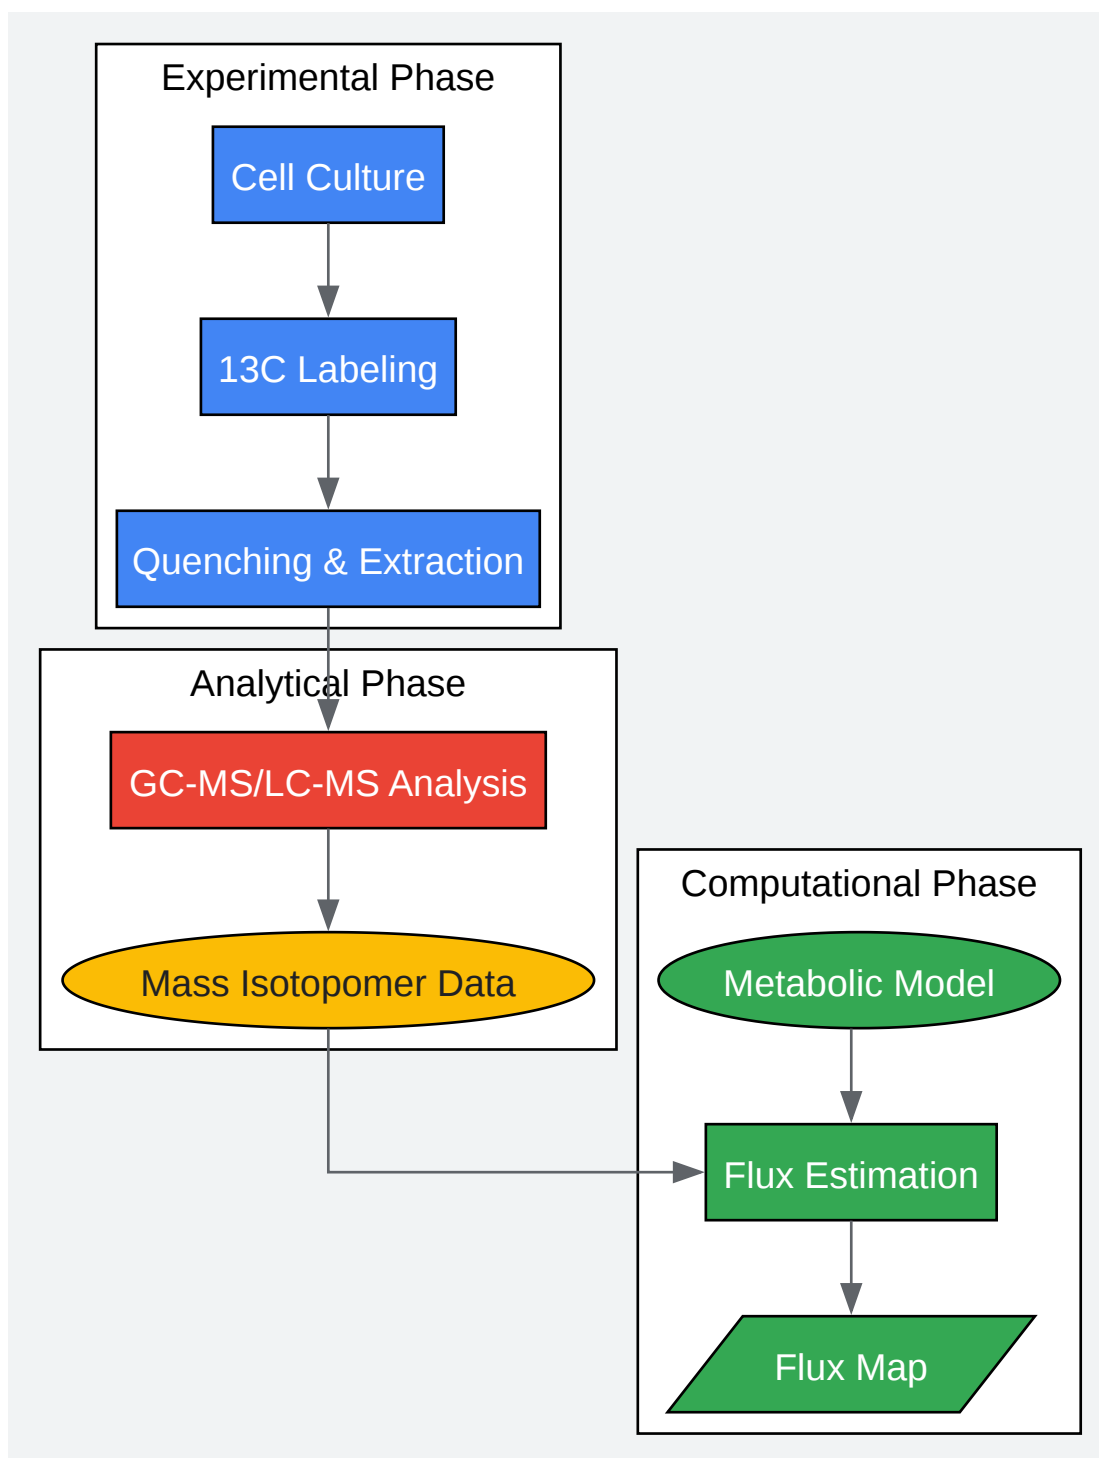 Experimental Phase
Cell Culture
13C Labeling
Quenching & Extraction
Analytical Phase
GC-MS/LC-MS Analysis
Mass Isotopomer Data
Computational Phase
Metabolic Model
Flux Estimation
Flux Map